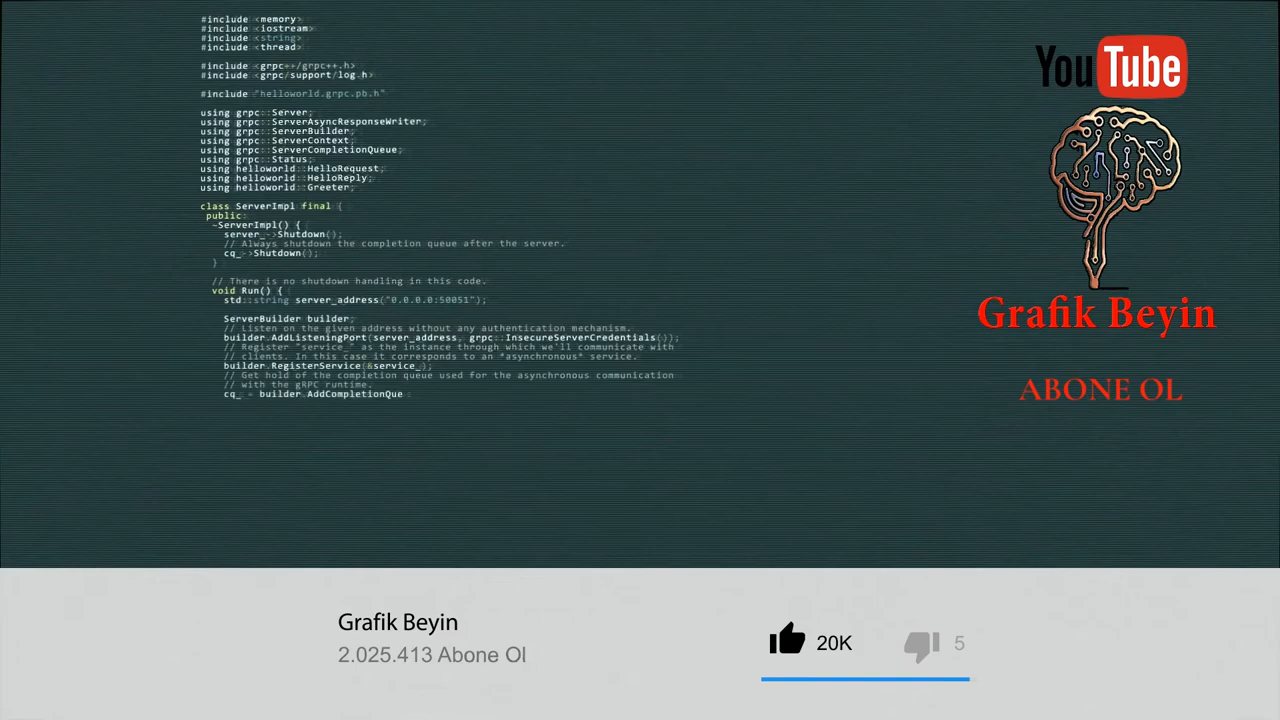 #include <memory>
#include <iostream>
#include <string>
#include <thread>
#include <grpc++/grpc++.h>
#include <grpc/support/log.h>
#include "helloworld.grpc.pb.h"
using grpc::Server;
using grpc::ServerAsyncResponseWriter;
using grpc::ServerBuilder;
using grpc::ServerContext;
using grpc::ServerCompletionQueue;
using grpc::Status;
using helloworld::HelloRequest;
using helloworld::HelloReply;
using helloworld::Greeter;
class ServerImpl final {
public:
~ServerImpl() {
server_->Shutdown();
// Always shutdown the completion queue after the server.
cq_->Shutdown();
}
// There is no shutdown handling in this code.
void Run() {
std::string server_address("0.0.0.0:50051");
ServerBuilder builder;
// Listen on the given address without any authentication mechanism.
builder.AddListeningPort(server_address, grpc::InsecureServerCredentials());
// Register "service_" as the instance through which we'll communicate with
// clients. In this case it corresponds to an *asynchronous* service.
builder.RegisterService(&service_);
// Get hold of the completion queue used for the asynchronous communication
// with the gRPC runtime.
cq_ = builder.AddCompletionQue
YouTube
Grafik Beyin
ABONE OL
Grafik Beyin
2.025.413 Abone Ol
20K
5